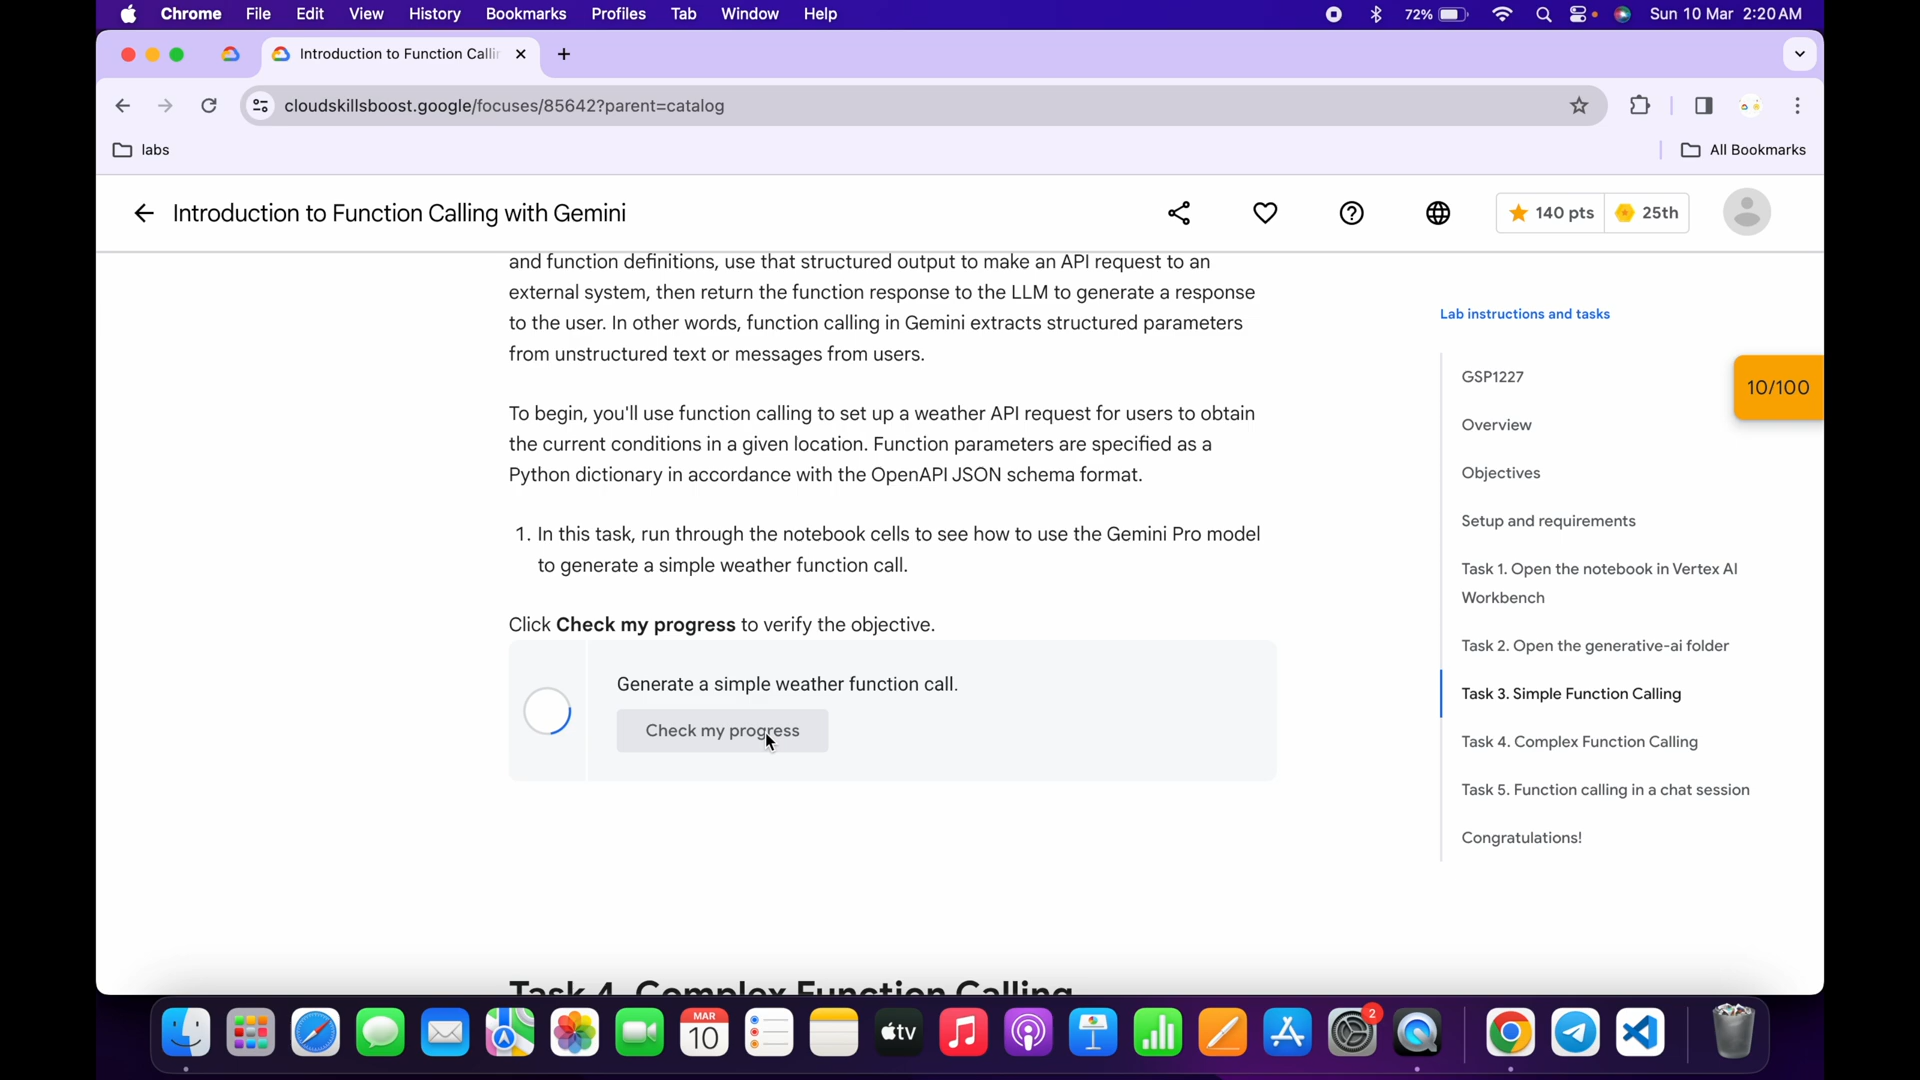 Chrome File Edit View History Bookmarks Profiles Tab Window Help 72% Sun 10 Mar 2:20AM
Introduction to Function Calli
cloudskillsboost.google/focuses/85642?parent=catalog
labs All Bookmarks
Introduction to Function Calling with Gemini 140 pts 25th
and function definitions, use that structured output to make an API request to an
external system, then return the function response to the LLM to generate a response
to the user. In other words, function calling in Gemini extracts structured parameters
from unstructured text or messages from users.
To begin, you'll use function calling to set up a weather API request for users to obtain
the current conditions in a given location. Function parameters are specified as a
Python dictionary in accordance with the OpenAPI JSON schema format.
1. In this task, run through the notebook cells to see how to use the Gemini Pro model
to generate a simple weather function call.
Click Check my progress to verify the objective.
Generate a simple weather function call.
Check my progress
Task 4. Complex Function Calling
Lab instructions and tasks
GSP1227
10/100
Overview
Objectives
Setup and requirements
Task 1. Open the notebook in Vertex AI
Workbench
Task 2. Open the generative-ai folder
Task 3. Simple Function Calling
Task 4. Complex Function Calling
Task 5. Function calling in a chat session
Congratulations!
MAR
10
tv
2